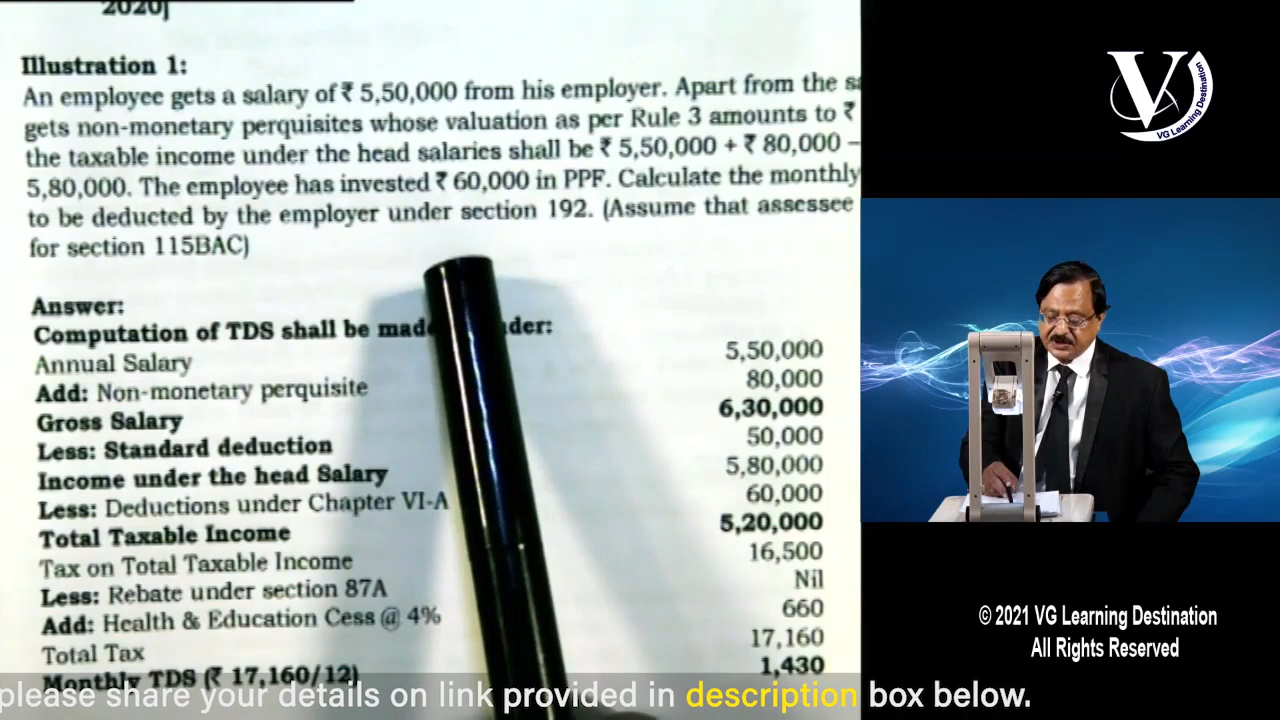 2020]
Illustration 1:
An employee gets a salary of ₹ 5,50,000 from his employer. Apart from the
gets non-monetary perquisites whose valuation as per Rule 3 amounts to ₹
the taxable income under the head salaries shall be ₹ 5,50,000 + ₹ 80,000 –
5,80,000. The employee has invested ₹ 60,000 in PPF. Calculate the monthly
to be deducted by the employer under section 192. (Assume that assessee
for section 115BAC)
Answer:
Computation of TDS shall be made
Annual Salary 5,50,000
Add: Non-monetary perquisite 80,000
Gross Salary 6,30,000
Less: Standard deduction 50,000
Income under the head Salary 5,80,000
Less: Deductions under Chapter VI-A 60,000
Total Taxable Income 5,20,000
Tax on Total Taxable Income 16,500
Less: Rebate under section 87A Nil
Add: Health & Education Cess @ 4% 660
Total Tax 17,160
Monthly TDS (₹ 17,160/12) 1,430
please share your details on link provided in description box below.
V
VG Learning Destination
© 2021 VG Learning Destination
All Rights Reserved